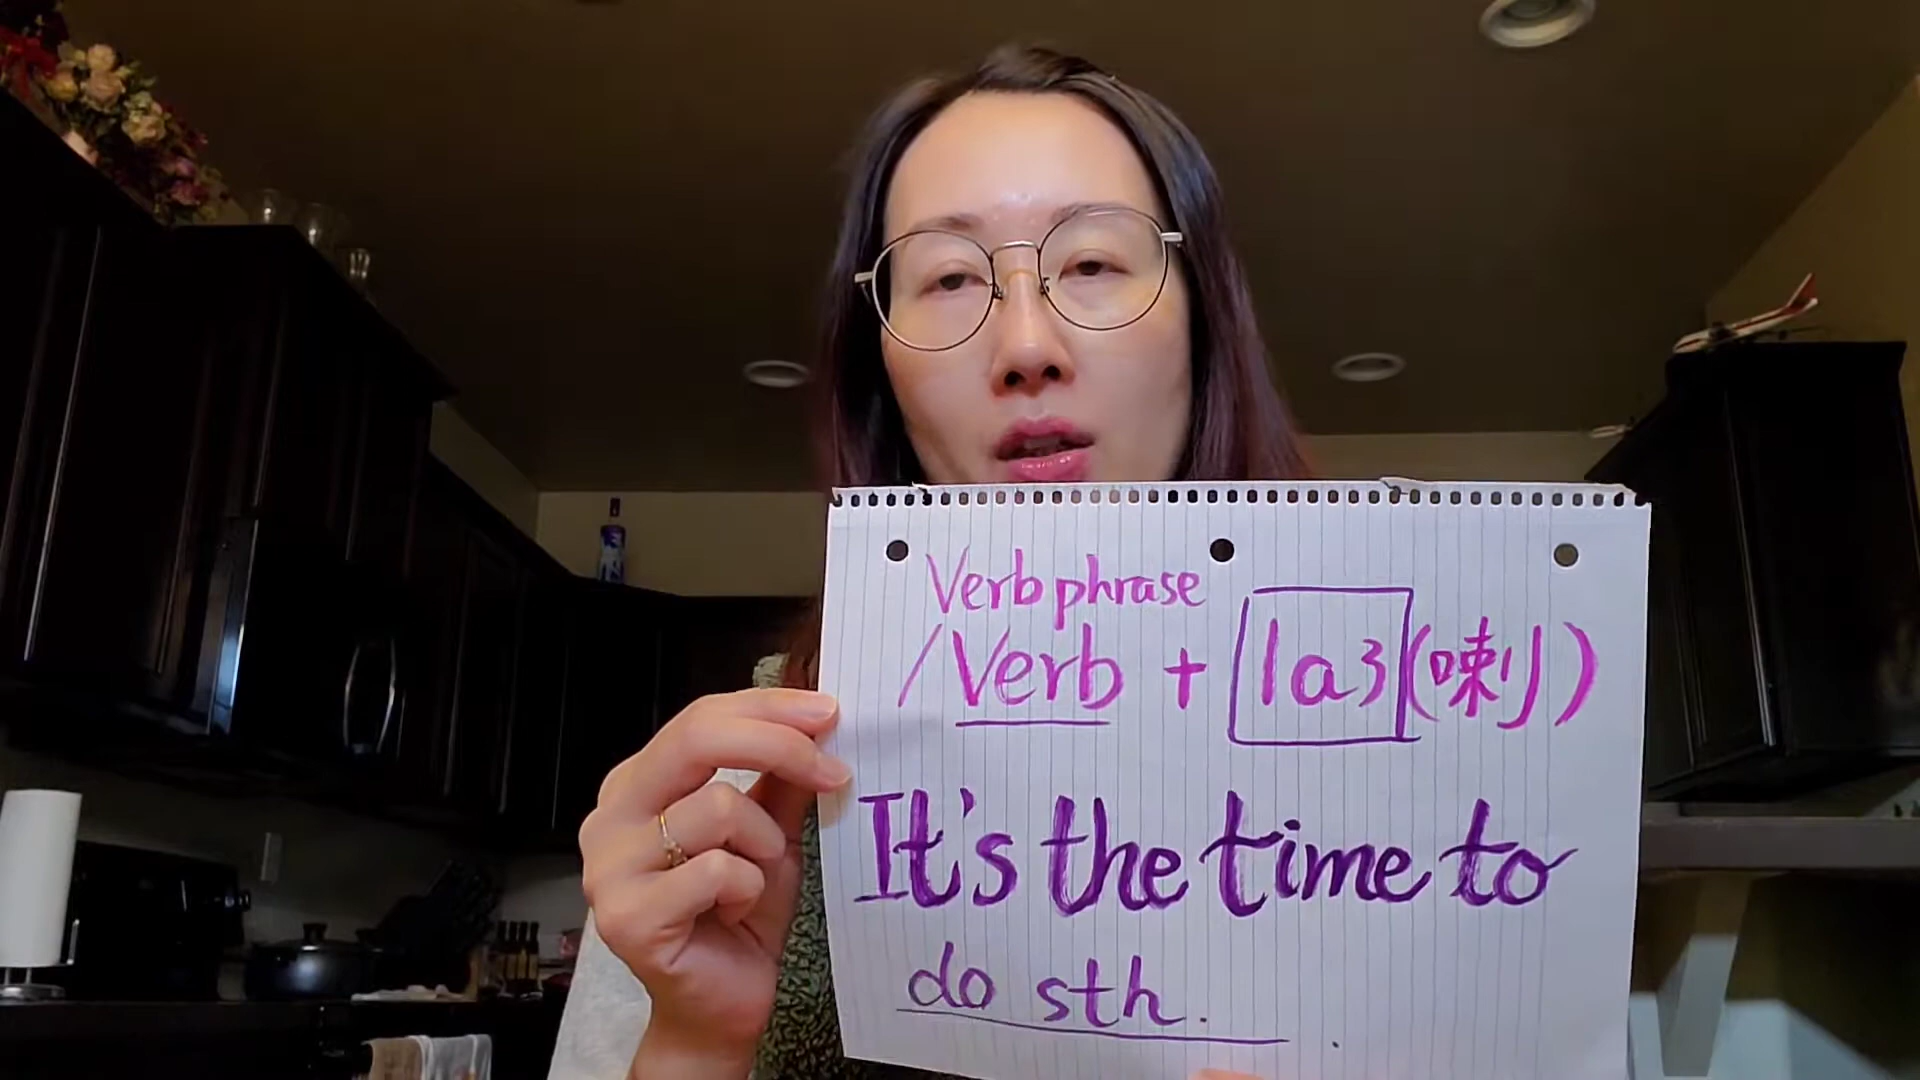 Verb phrase
/Verb + la3(喇)
It's the time to
do sth.